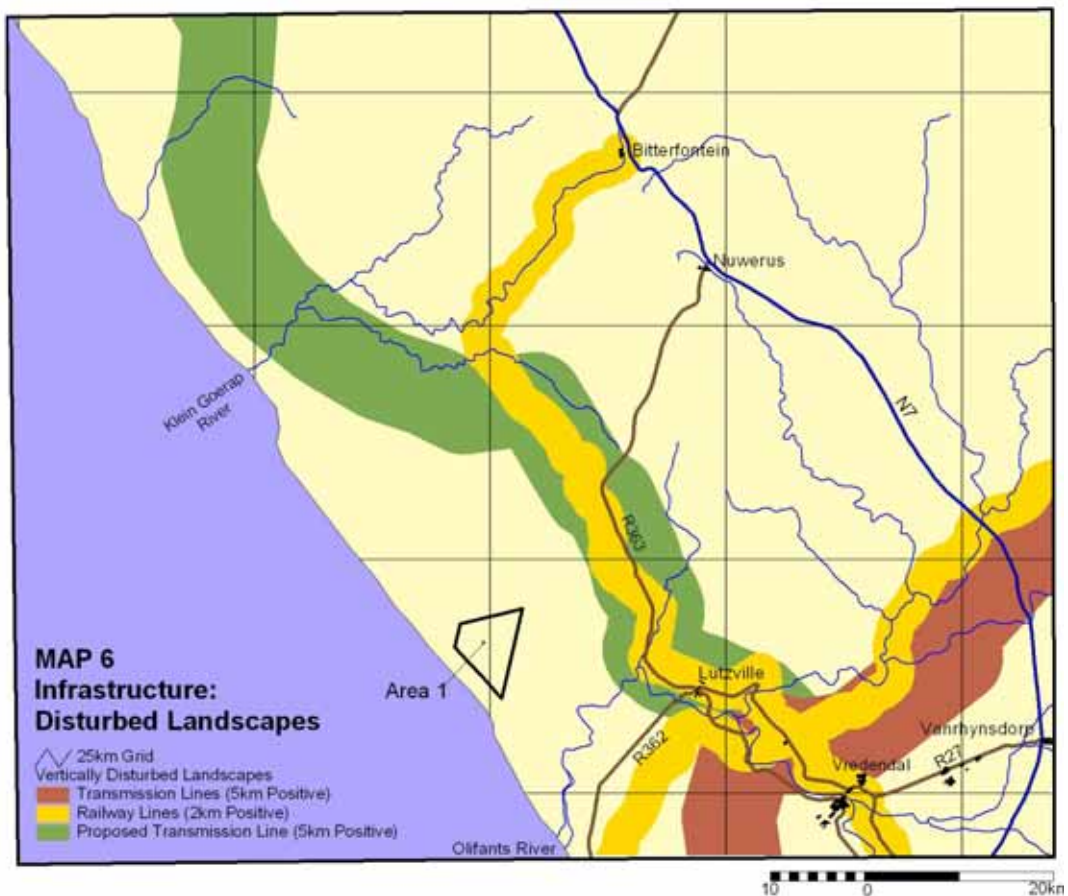 Bitterfontein
Nuwerus
Klein Goerap
River
N7
R363
MAP 6
Infrastructure:
Disturbed Landscapes
Area 1
Lutzville
Vanrhynsdorp
R362
R27
Vredendal
25km Grid
Vertically Disturbed Landscapes
Transmission Lines (5km Positive)
Railway Lines (2km Positive)
Proposed Transmission Line (5km Positive)
Olifants River
10 0 20km